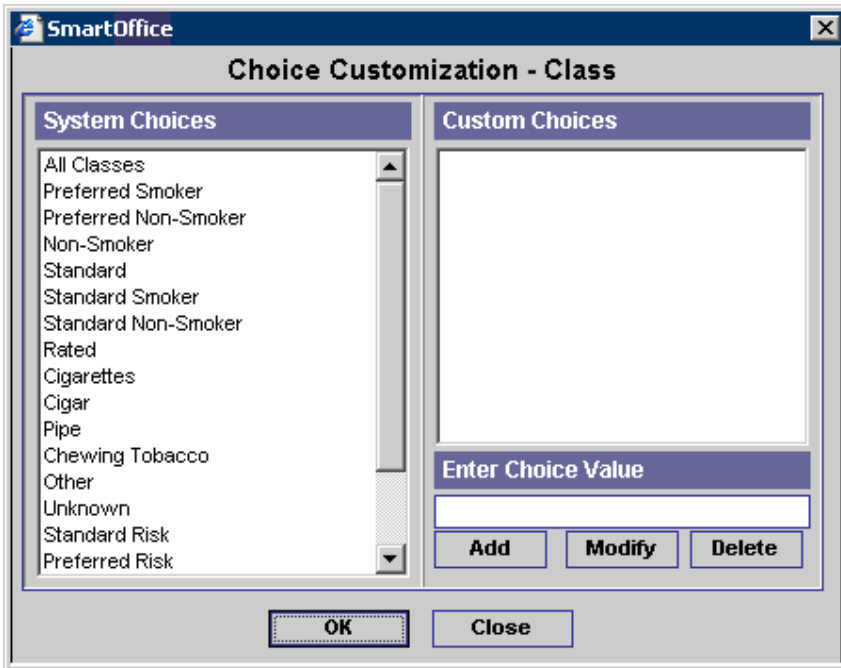 SmartOffice
Choice Customization - Class
System Choices
All Classes
Preferred Smoker
Preferred Non-Smoker
Non-Smoker
Standard
Standard Smoker
Standard Non-Smoker
Rated
Cigarettes
Cigar
Pipe
Chewing Tobacco
Other
Unknown
Standard Risk
Preferred Risk
Custom Choices
Enter Choice Value
Add Modify Delete
OK Close